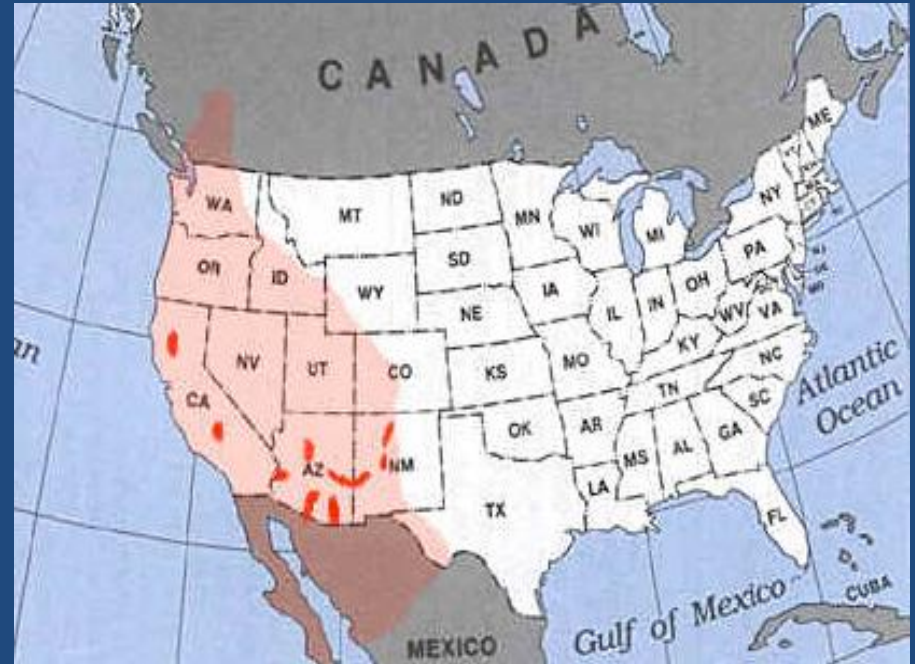 CANADA
WA
MT
ND
MN
ME
OR
ID
WY
SD
WI
MI
NY
NE
IA
IL
IN
OH
PA
NV
UT
CO
KS
MO
KY
WV
VA
CA
AZ
NM
OK
AR
TN
NC
SC
TX
LA
MS
AL
GA
FL
Atlantic
Ocean
Gulf of Mexico
CUBA
MEXICO